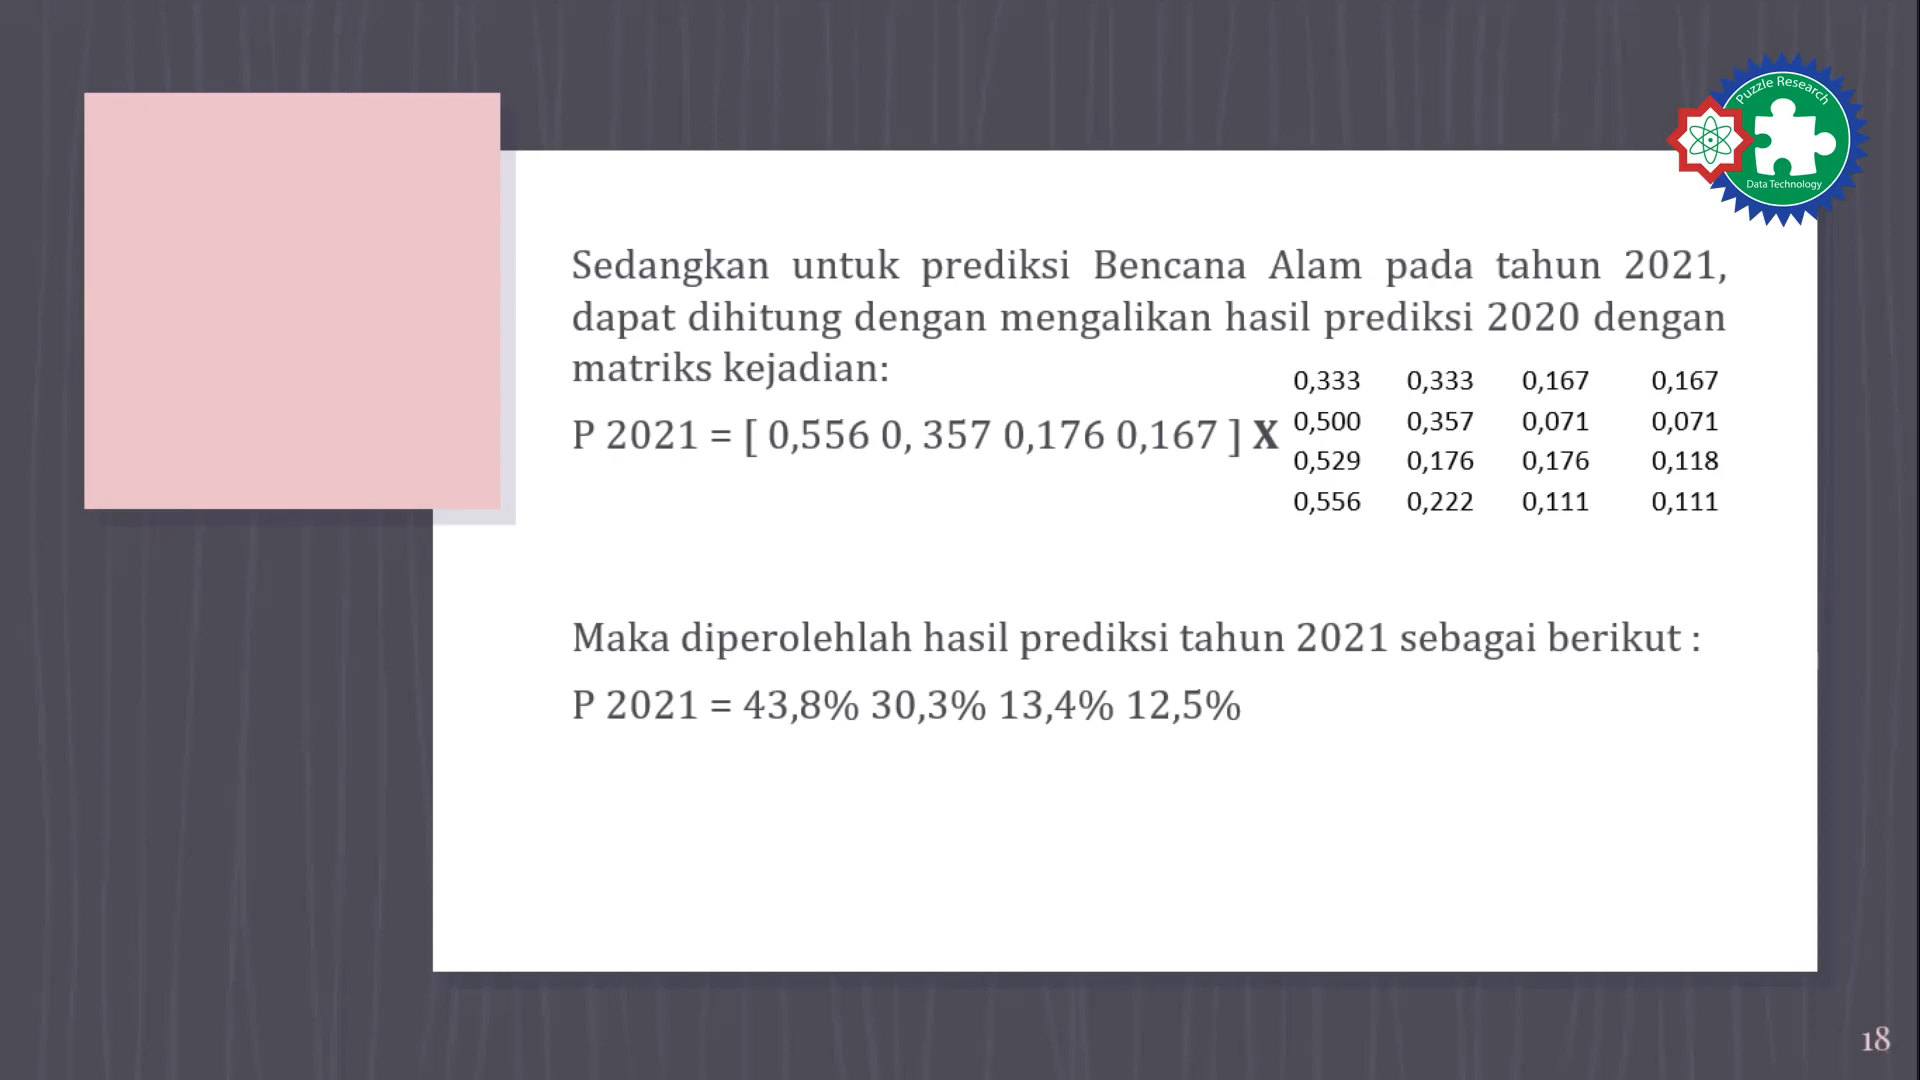 Puzzle Research
Data Technology
Sedangkan untuk prediksi Bencana Alam pada tahun 2021,
dapat dihitung dengan mengalikan hasil prediksi 2020 dengan
matriks kejadian:
P 2021 = [ 0,556 0, 357 0,176 0,167 ] X
0,333 0,333 0,167 0,167
0,500 0,357 0,071 0,071
0,529 0,176 0,176 0,118
0,556 0,222 0,111 0,111
Maka diperolehlah hasil prediksi tahun 2021 sebagai berikut :
P 2021 = 43,8% 30,3% 13,4% 12,5%
18